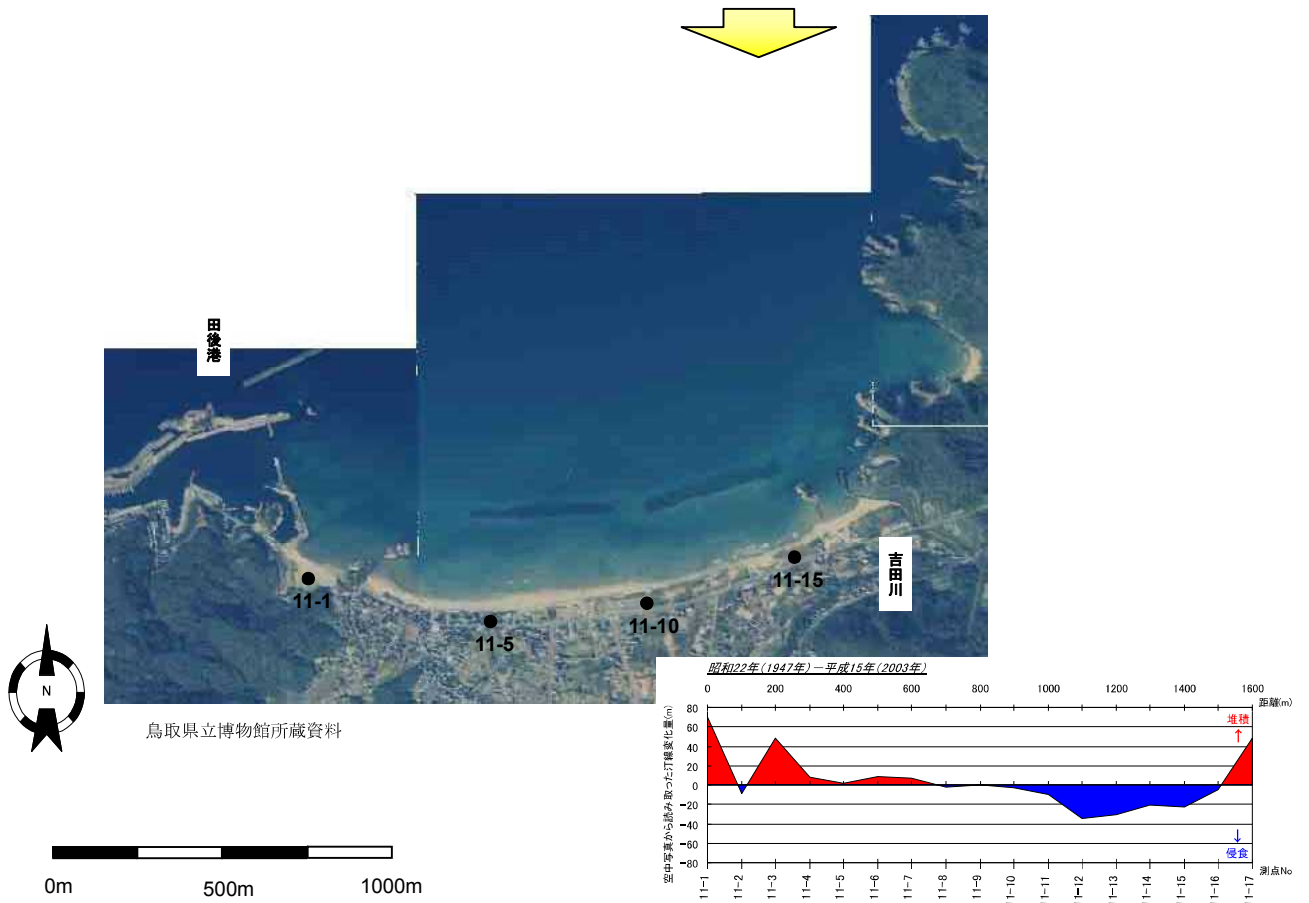 田後港
吉田川
11-1
11-5
11-10
11-15
N
鳥取県立博物館所蔵資料
0m 500m 1000m
昭和22年(1947年)－平成15年(2003年)
0 200 400 600 800 1000 1200 1400 1600
距離(m)
空中写真から読み取った汀線変化量(m)
80
60
40
20
0
-20
-40
-60
-80
堆積
↑
↓
侵食
11-1 11-2 11-3 11-4 11-5 11-6 11-7 11-8 11-9 11-10 11-11 11-12 11-13 11-14 11-15 11-16 11-17
測点No